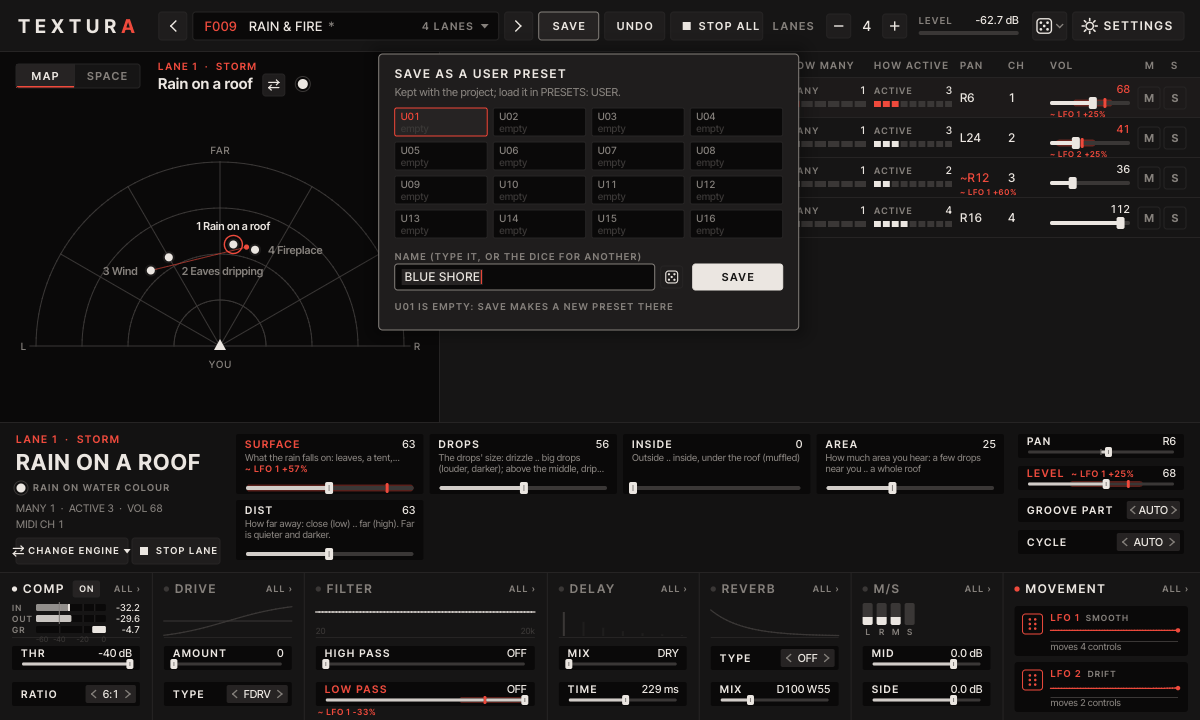 TEXTURA
F009 RAIN & FIRE *
4 LANES
SAVE
UNDO
STOP ALL
LANES
4
LEVEL -62.7 dB
SETTINGS
MAP
SPACE
LANE 1 · STORM
Rain on a roof
FAR
1 Rain on a roof
4 Fireplace
3 Wind
2 Eaves dripping
L
R
YOU
SAVE AS A USER PRESET
Kept with the project; load it in PRESETS: USER.
U01 U02 U03 U04
empty empty empty empty
U05 U06 U07 U08
empty empty empty empty
U09 U10 U11 U12
empty empty empty empty
U13 U14 U15 U16
empty empty empty empty
NAME (TYPE IT, OR THE DICE FOR ANOTHER)
BLUE SHORE
SAVE
U01 IS EMPTY: SAVE MAKES A NEW PRESET THERE
OW MANY HOW ACTIVE PAN CH VOL M S
ANY 1 ACTIVE 3 R6 1 68 M S
~ LFO 1 +25%
ANY 1 ACTIVE 3 L24 2 41 M S
~ LFO 2 +25%
ANY 1 ACTIVE 2 ~R12 3 36 M S
~ LFO 1 +60%
ANY 1 ACTIVE 4 R16 4 112 M S
LANE 1 · STORM
RAIN ON A ROOF
RAIN ON WATER COLOUR
MANY 1 · ACTIVE 3 · VOL 68
MIDI CH 1
CHANGE ENGINE
STOP LANE
SURFACE 63
What the rain falls on: leaves, a tent,...
~ LFO 1 +57%
DROPS 56
The drops' size: drizzle .. big drops
(louder, darker); above the middle, drip...
INSIDE 0
Outside .. inside, under the roof (muffled)
AREA 25
How much area you hear: a few drops
near you .. a whole roof
DIST 63
How far away: close (low) .. far (high). Far
is quieter and darker.
PAN R6
LEVEL ~ LFO 1 +25% 68
GROOVE PART < AUTO >
CYCLE < AUTO >
COMP ON ALL ›
IN -32.2
OUT -29.6
GR -4.7
-60 -40 -20 0
THR -40 dB
RATIO < 6:1 >
DRIVE ALL ›
AMOUNT 0
TYPE < FDRV >
FILTER ALL ›
20 20k
HIGH PASS OFF
LOW PASS OFF
~ LFO 1 -33%
DELAY ALL ›
MIX DRY
TIME 229 ms
REVERB ALL ›
TYPE < OFF >
MIX D100 W55
M/S ALL ›
L R M S
MID 0.0 dB
SIDE 0.0 dB
MOVEMENT ALL ›
LFO 1 SMOOTH
moves 4 controls
LFO 2 DRIFT
moves 2 controls